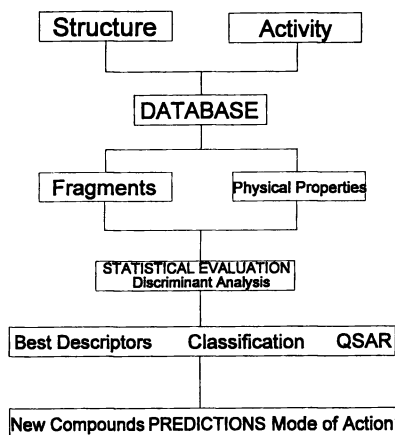 Structure Activity
DATABASE
Fragments Physical Properties
STATISTICAL EVALUATION
Discriminant Analysis
Best Descriptors Classification QSAR
New Compounds PREDICTIONS Mode of Action